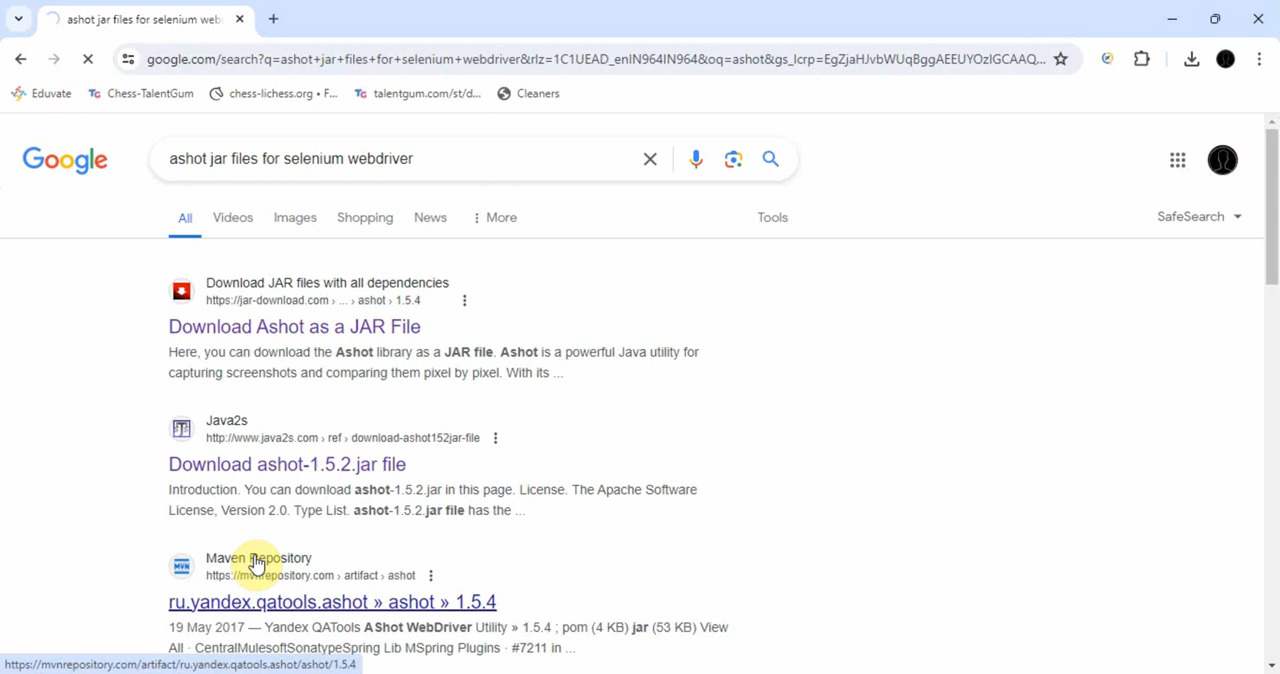 ashot jar files for selenium web
google.com/search?q=ashot+jar+files+for+selenium+webdriver&rlz=1C1UEAD_enIN964IN964&oq=ashot&gs_lcrp=EgZjaHJvbWUqBggAEEUYOzIGCAAQ...
Eduvate Chess-TalentGum chess-lichess.org • F... talentgum.com/st/d... Cleaners
Google ashot jar files for selenium webdriver
All Videos Images Shopping News More Tools SafeSearch
Download JAR files with all dependencies
https://jar-download.com › ... › ashot › 1.5.4
Download Ashot as a JAR File
Here, you can download the Ashot library as a JAR file. Ashot is a powerful Java utility for
capturing screenshots and comparing them pixel by pixel. With its ...
Java2s
http://www.java2s.com › ref › download-ashot152jar-file
Download ashot-1.5.2.jar file
Introduction. You can download ashot-1.5.2.jar in this page. License. The Apache Software
License, Version 2.0. Type List. ashot-1.5.2.jar file has the ...
MVN Maven Repository
https://mvnrepository.com › artifact › ashot
ru.yandex.qatools.ashot » ashot » 1.5.4
19 May 2017 — Yandex QATools AShot WebDriver Utility » 1.5.4 ; pom (4 KB) jar (53 KB) View
All · CentralMulesoftSonatypeSpring Lib MSpring Plugins · #7211 in ...
https://mvnrepository.com/artifact/ru.yandex.qatools.ashot/ashot/1.5.4